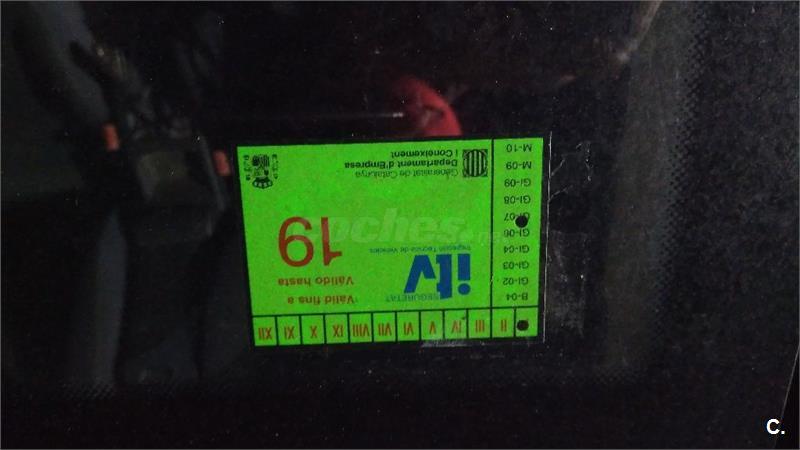 II III IV V VI VII VIII IX X XI XII
B-04
GI-02
GI-03
GI-04
GI-06
GI-07
GI-08
GI-09
M-09
M-10
SEGURETAT
itv
Inspecció Tècnica de Vehicles
Vàlid fins a
Válido hasta
19
Generalitat de Catalunya
Departament d'Empresa
i Coneixement
coches.net
C.